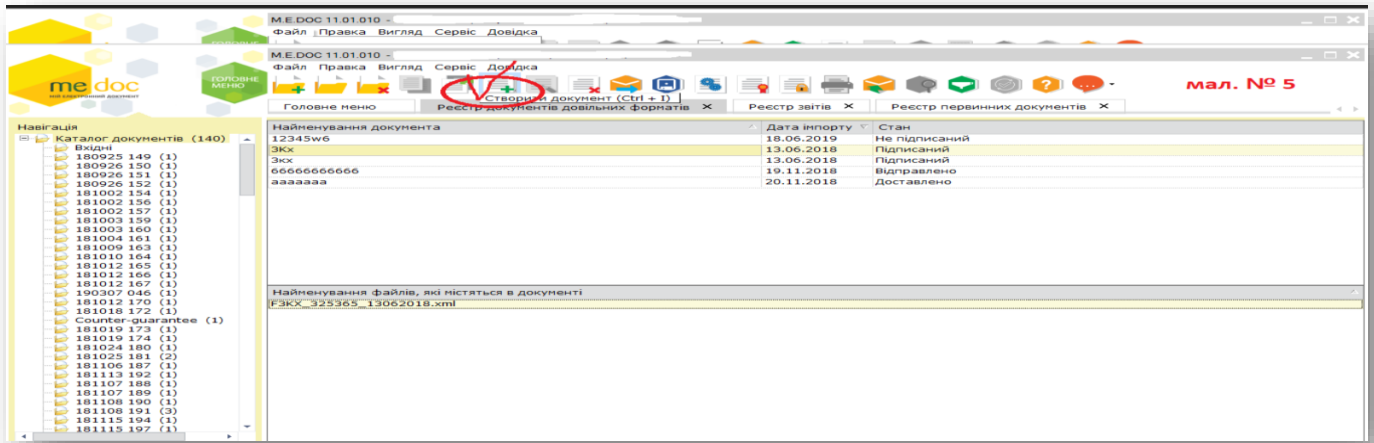 M.E.DOC 11.01.010 -
Файл Правка Вигляд Сервіс Довідка
M.E.DOC 11.01.010 -
Файл Правка Вигляд Сервіс Довідка
me doc
мій електронний документ
ГОЛОВНЕ МЕНЮ
Створити документ (Ctrl + I)
мал. № 5
Головне меню
Реєстр документів довільних форматів ×
Реєстр звітів ×
Реєстр первинних документів ×
Навігація
Каталог документів (140)
Вхідні
180925 149 (1)
180926 150 (1)
180926 151 (1)
180926 152 (1)
181002 154 (1)
181002 156 (1)
181002 157 (1)
181003 159 (1)
181003 160 (1)
181004 161 (1)
181009 163 (1)
181010 164 (1)
181012 165 (1)
181012 166 (1)
181012 167 (1)
190307 046 (1)
181012 170 (1)
181018 172 (1)
Counter-guarantee (1)
181019 173 (1)
181019 174 (1)
181024 180 (1)
181025 181 (2)
181106 187 (1)
181113 192 (1)
181107 188 (1)
181107 189 (1)
181108 190 (1)
181108 191 (3)
181115 194 (1)
181115 197 (1)
Найменування документа Дата імпорту Стан
12345w6 18.06.2019 Не підписаний
ЗКх 13.06.2018 Підписаний
Зкх 13.06.2018 Підписаний
66666666666 19.11.2018 Відправлено
ааааааа 20.11.2018 Доставлено
Найменування файлів, які містяться в документі
F3KX_325365_13062018.xml